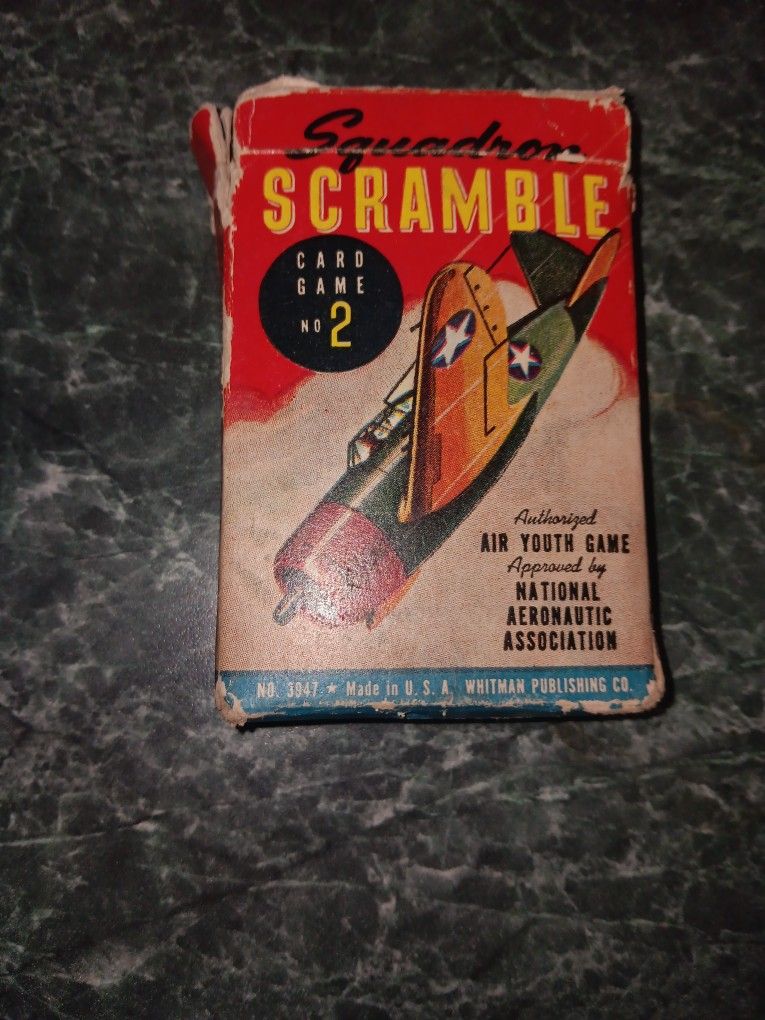 Squadron
SCRAMBLE
CARD
GAME
NO 2
Authorized
AIR YOUTH GAME
Approved by
NATIONAL
AERONAUTIC
ASSOCIATION
NO. 3947 ★ Made in U. S. A. WHITMAN PUBLISHING CO.